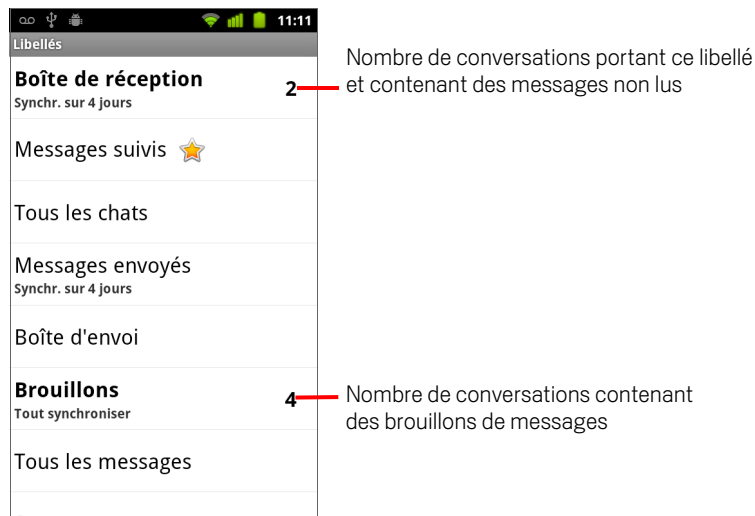 11:11
Libellés
Boîte de réception
2
Synchr. sur 4 jours
Nombre de conversations portant ce libellé
et contenant des messages non lus
Messages suivis
Tous les chats
Messages envoyés
Synchr. sur 4 jours
Boîte d'envoi
Brouillons
4
Tout synchroniser
Nombre de conversations contenant
des brouillons de messages
Tous les messages